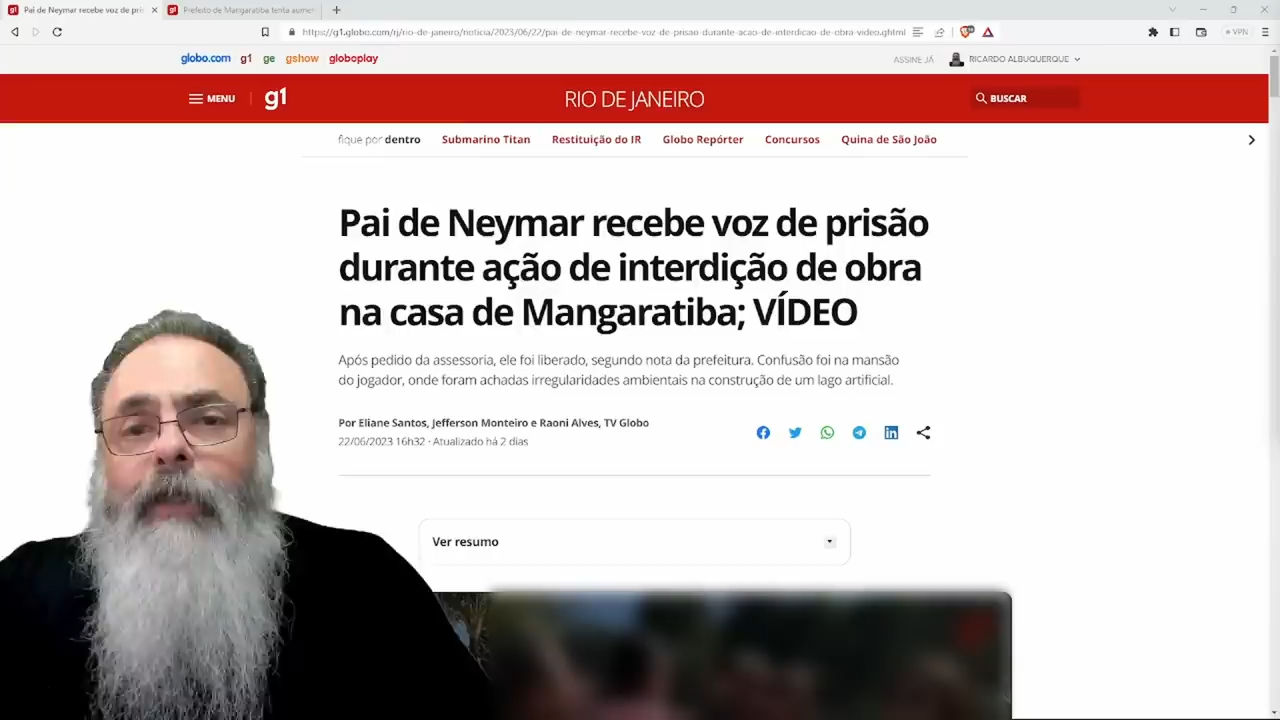 Pai de Neymar recebe voz de pris
Prefeito de Mangaratiba tenta aumen
https://g1.globo.com/rj/rio-de-janeiro/noticia/2023/06/22/pai-de-neymar-recebe-voz-de-prisao-durante-acao-de-interdicao-de-obra-video.ghtml
VPN
globo.com g1 ge gshow globoplay
ASSINE JÁ RICARDO ALBUQUERQUE
MENU g1 RIO DE JANEIRO BUSCAR
fique por dentro Submarino Titan Restituição do IR Globo Repórter Concursos Quina de São João
Pai de Neymar recebe voz de prisão
durante ação de interdição de obra
na casa de Mangaratiba; VÍDEO
Após pedido da assessoria, ele foi liberado, segundo nota da prefeitura. Confusão foi na mansão
do jogador, onde foram achadas irregularidades ambientais na construção de um lago artificial.
Por Eliane Santos, Jefferson Monteiro e Raoni Alves, TV Globo
22/06/2023 16h32 · Atualizado há 2 dias
Ver resumo